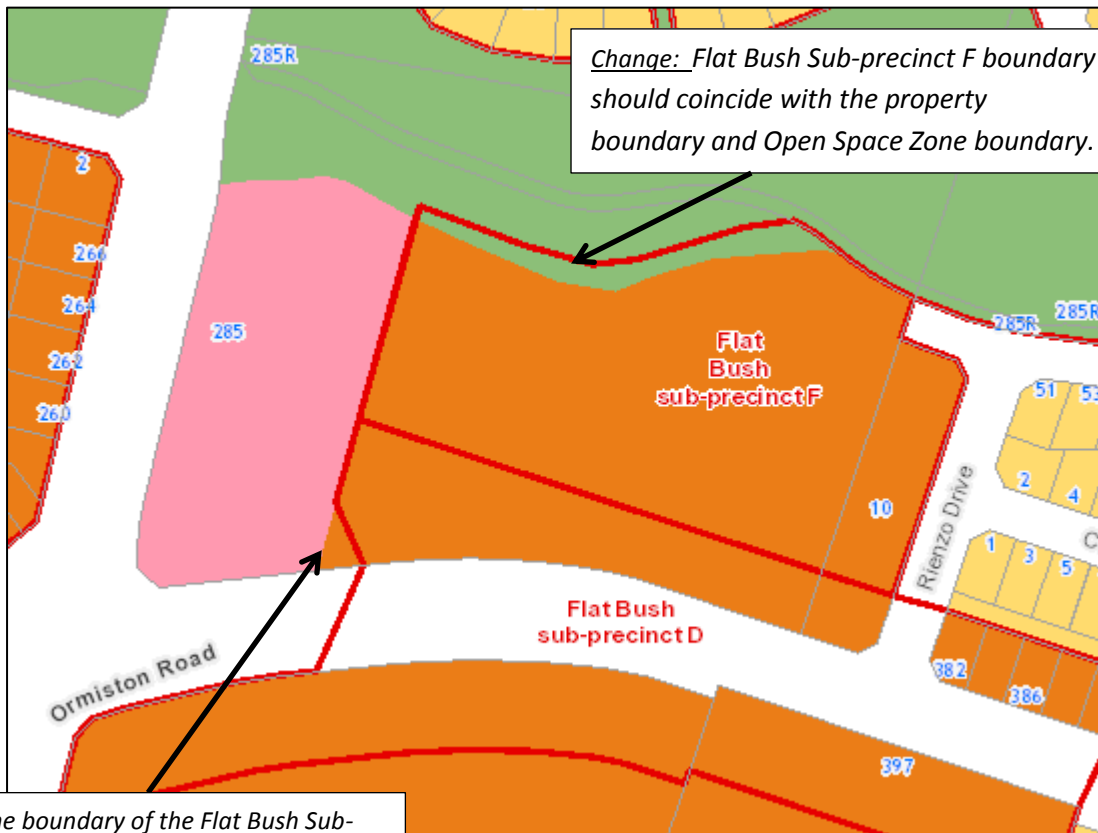 285R
Change: Flat Bush Sub-precinct F boundary
should coincide with the property
boundary and Open Space Zone boundary.
2
266
264
262
260
285
Flat
Bush
sub-precinct F
285R
285R
51
53
2
4
10
Rienzo Drive
1
3
5
C
Flat Bush
sub-precinct D
Ormiston Road
382
386
397
ne boundary of the Flat Bush Sub-